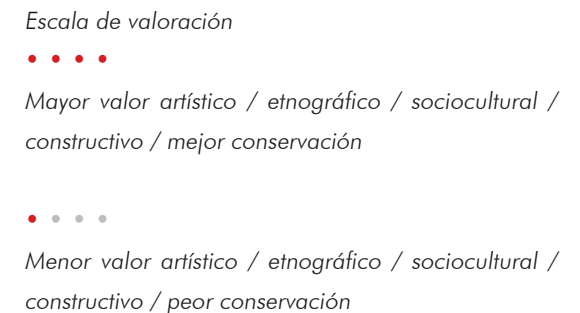 Escala de valoración
Mayor valor artístico / etnográfico / sociocultural /
constructivo / mejor conservación
Menor valor artístico / etnográfico / sociocultural /
constructivo / peor conservación